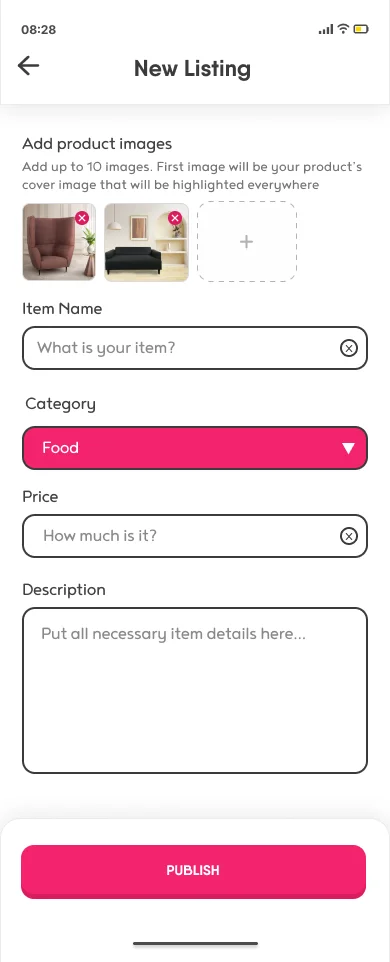 08:28
New Listing
Add product images
Add up to 10 images. First image will be your product's
cover image that will be highlighted everywhere
Item Name
What is your item?
Category
Food
Price
How much is it?
Description
Put all necessary item details here...
PUBLISH